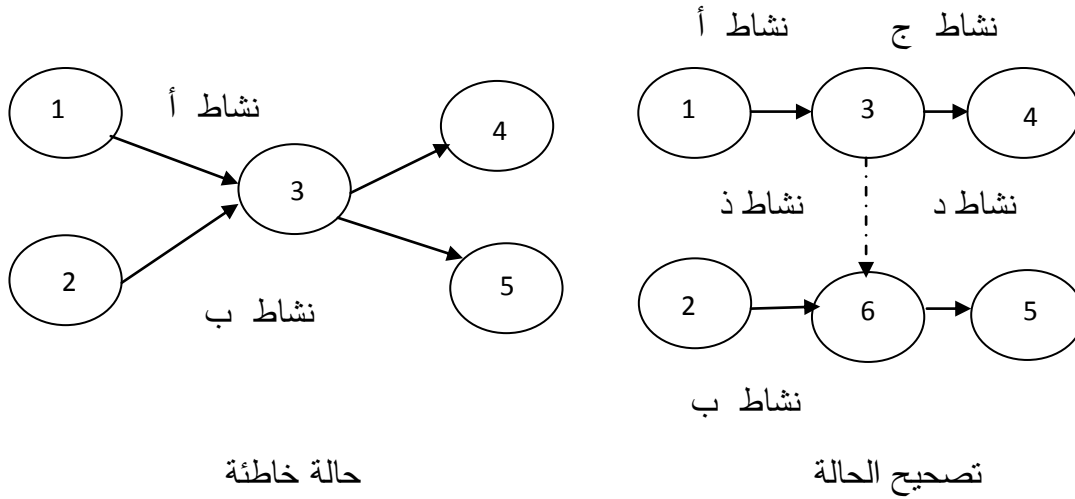 نشاط أ
نشاط ج
1
3
4
نشاط ذ
نشاط د
2
6
5
نشاط ب
تصحيح الحالة
1
نشاط أ
4
3
2
5
نشاط ب
حالة خاطئة